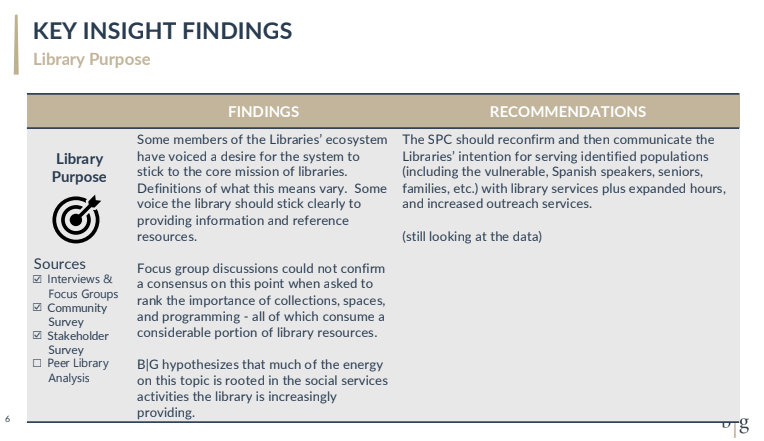 KEY INSIGHT FINDINGS
Library Purpose
FINDINGS
RECOMMENDATIONS
Library
Purpose
Sources
☑ Interviews &
Focus Groups
☑ Community
Survey
☑ Stakeholder
Survey
☐ Peer Library
Analysis
Some members of the Libraries’ ecosystem
have voiced a desire for the system to
stick to the core mission of libraries.
Definitions of what this means vary.  Some
voice the library should stick clearly to
providing information and reference
resources.
Focus group discussions could not confirm
a consensus on this point when asked to
rank the importance of collections, spaces,
and programming - all of which consume a
considerable portion of library resources.
B|G hypothesizes that much of the energy
on this topic is rooted in the social services
activities the library is increasingly
providing.
The SPC should reconfirm and then communicate the
Libraries’ intention for serving identified populations
(including the vulnerable, Spanish speakers, seniors,
families, etc.) with library services plus expanded hours,
and increased outreach services.
(still looking at the data)
6
b|g